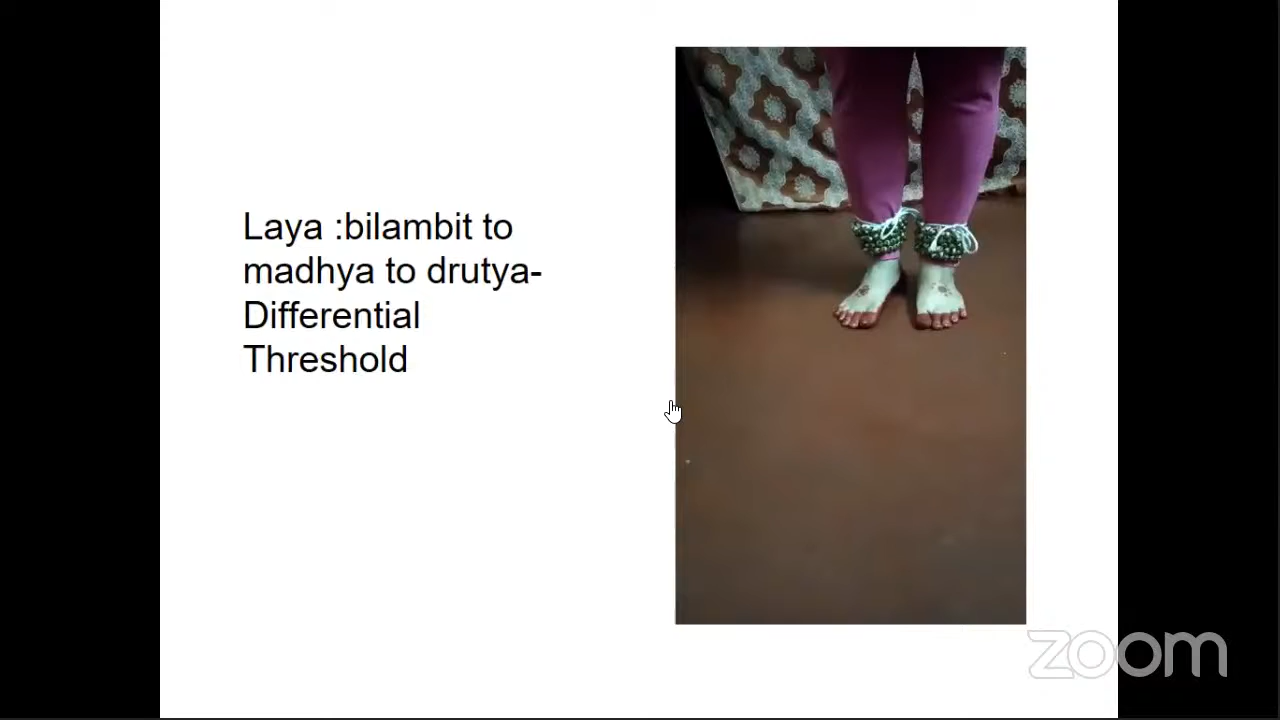 Laya :bilambit to
madhya to drutya-
Differential
Threshold
zoom